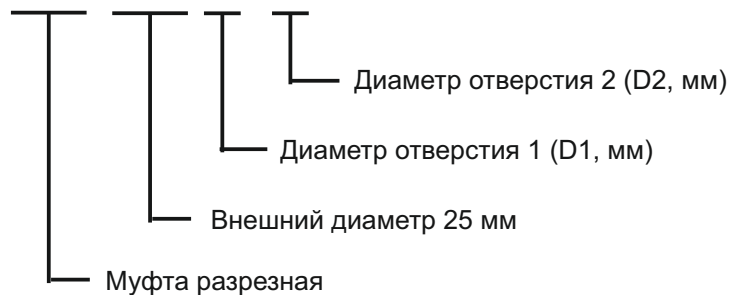 Диаметр отверстия 2 (D2, мм)
Диаметр отверстия 1 (D1, мм)
Внешний диаметр 25 мм
Муфта разрезная